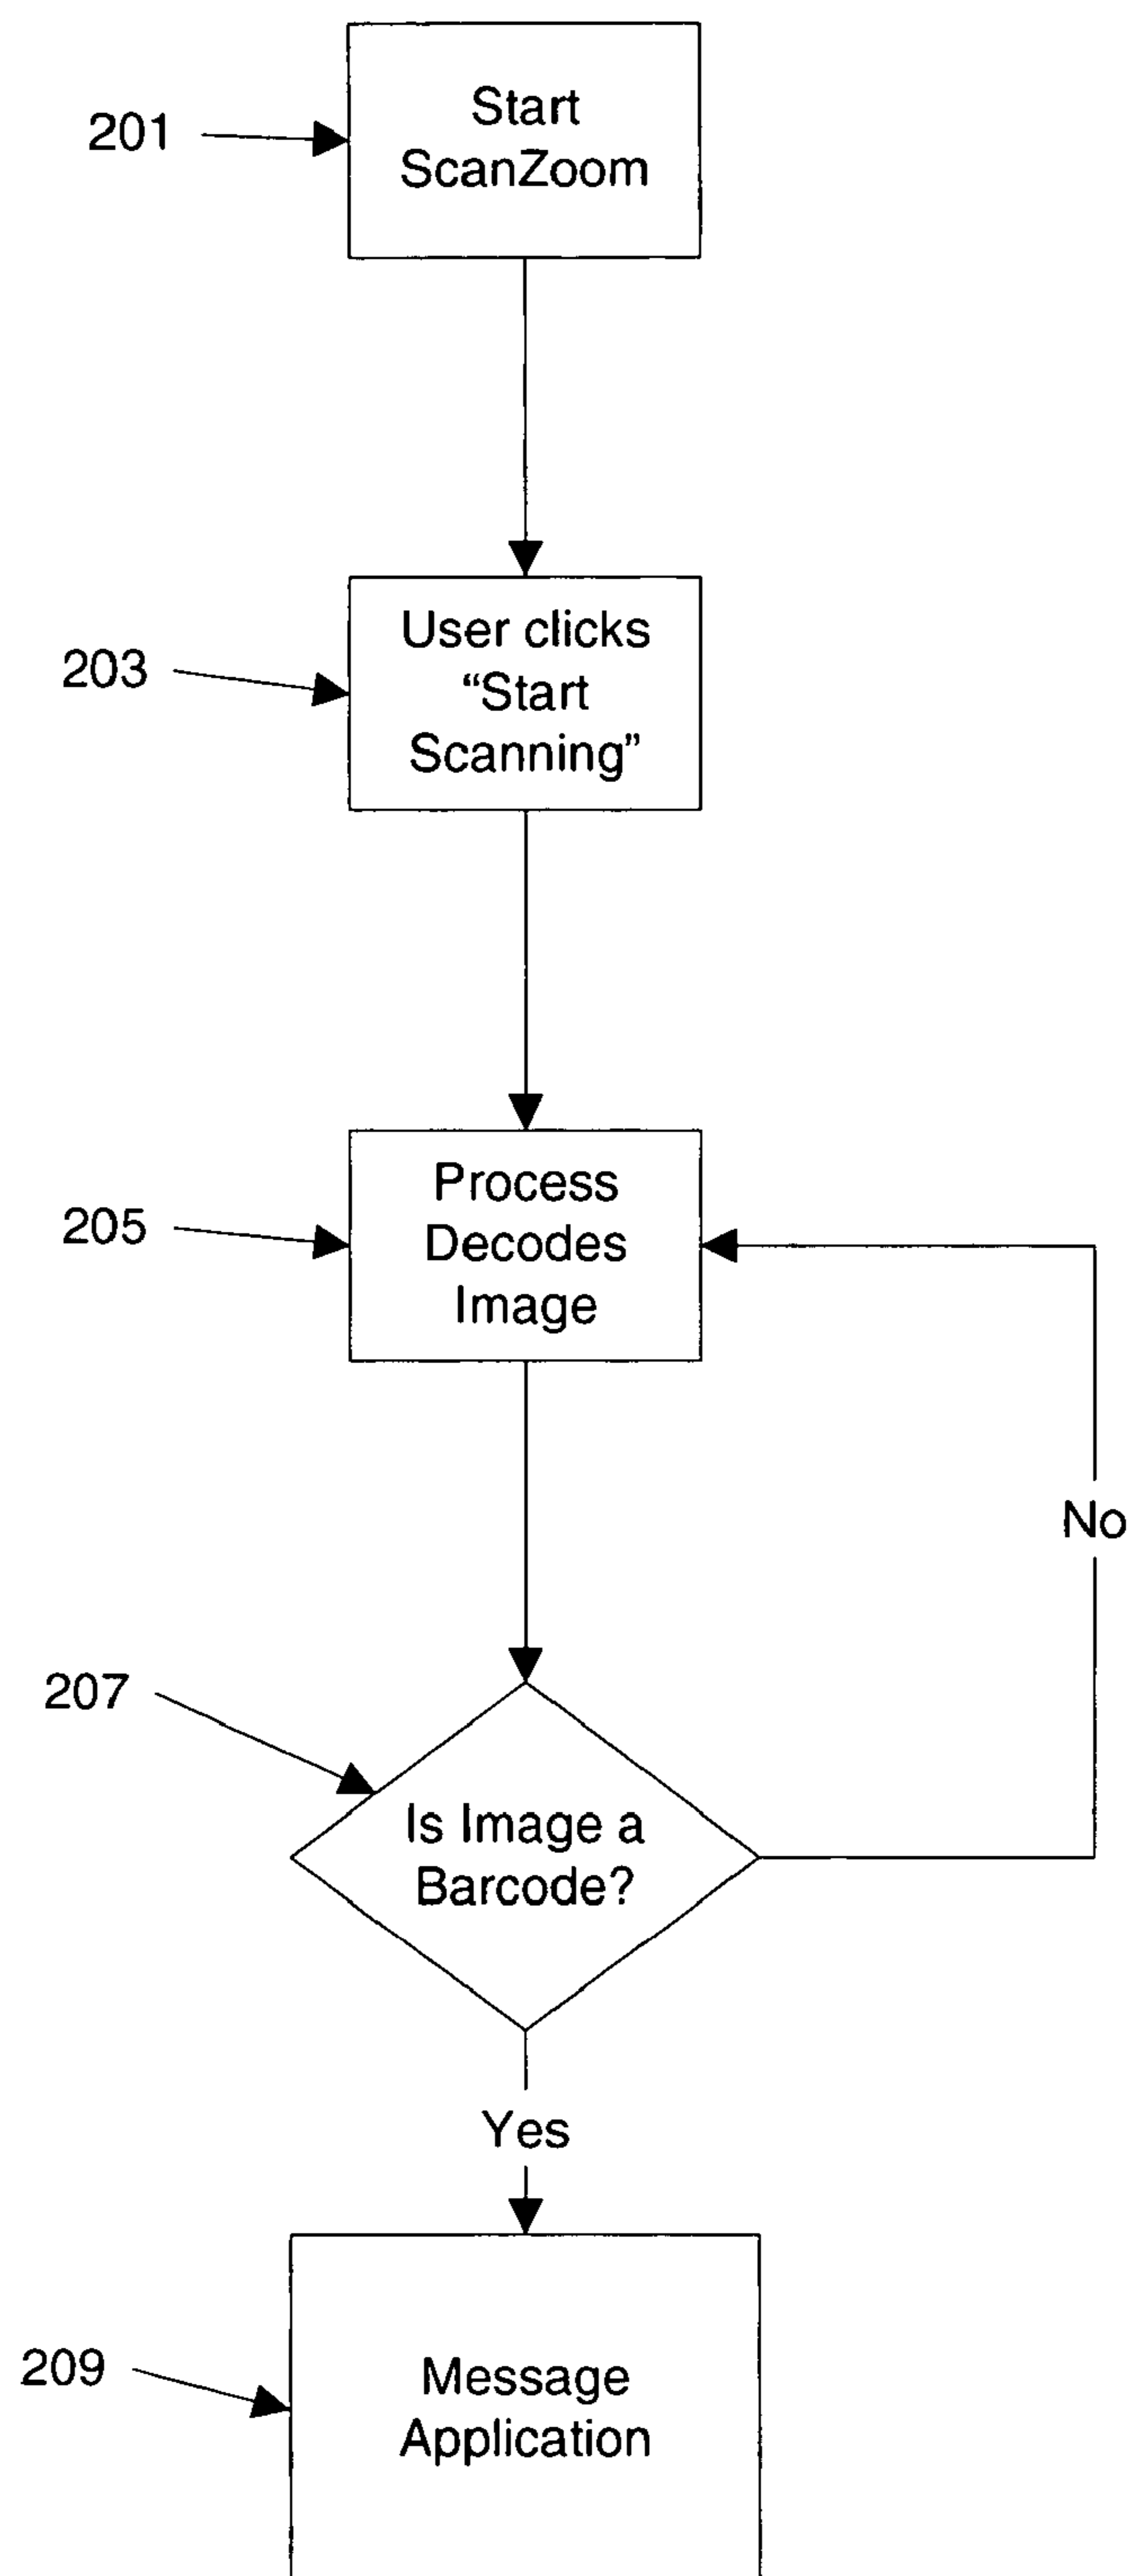 201
Start
ScanZoom
203
User clicks
“Start
Scanning”
205
Process
Decodes
Image
No
207
Is Image a
Barcode?
Yes
209
Message
Application